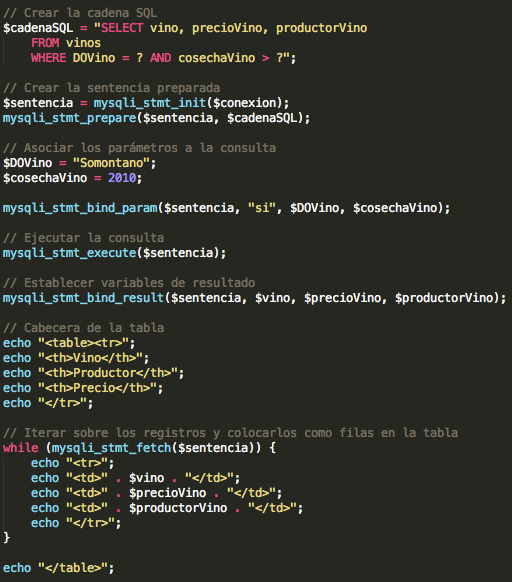 // Crear la cadena SQL
$cadenaSQL = "SELECT vino, precioVino, productorVino
FROM vinos
WHERE DOVino = ? AND cosechaVino > ?";
// Crear la sentencia preparada
$sentencia = mysqli_stmt_init($conexion);
mysqli_stmt_prepare($sentencia, $cadenaSQL);
// Asociar los parámetros a la consulta
$DOVino = "Somontano";
$cosechaVino = 2010;
mysqli_stmt_bind_param($sentencia, "si", $DOVino, $cosechaVino);
// Ejecutar la consulta
mysqli_stmt_execute($sentencia);
// Establecer variables de resultado
mysqli_stmt_bind_result($sentencia, $vino, $precioVino, $productorVino);
// Cabecera de la tabla
echo "<table><tr>";
echo "<th>Vino</th>";
echo "<th>Productor</th>";
echo "<th>Precio</th>";
echo "</tr>";
// Iterar sobre los registros y colocarlos como filas en la tabla
while (mysqli_stmt_fetch($sentencia)) {
echo "<tr>";
echo "<td>" . $vino . "</td>";
echo "<td>" . $precioVino . "</td>";
echo "<td>" . $productorVino . "</td>";
echo "</tr>";
}
echo "</table>";